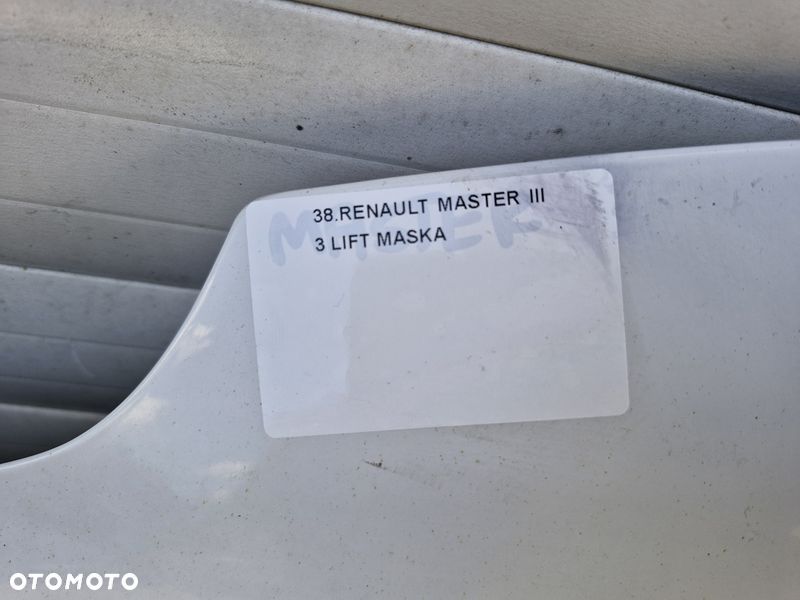 38.RENAULT MASTER III
3 LIFT MASKA
MASTER
OTOMOTO